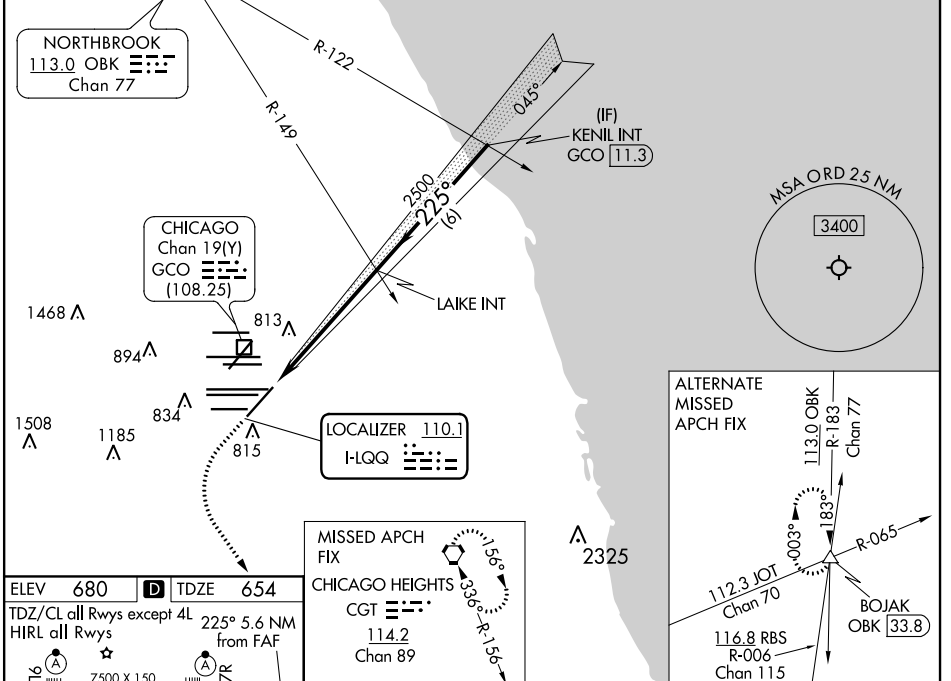 NORTHBROOK
113.0 OBK
Chan 77
R-122
R-149
045°
(IF)
KENIL INT
GCO 11.3
2500
225°
(6)
MSA ORD 25 NM
3400
CHICAGO
Chan 19(Y)
GCO
(108.25)
LAIKE INT
1468
813
894
834
1508
1185
815
LOCALIZER 110.1
I-LQQ
2325
MISSED APCH
FIX
CHICAGO HEIGHTS
CGT
114.2
Chan 89
156°
336°
R-156
ALTERNATE
MISSED
APCH FIX
113.0 OBK
R-183
Chan 77
003°
183°
R-065
112.3 JOT
Chan 70
116.8 RBS
R-006
Chan 115
BOJAK
OBK 33.8
ELEV 680 D TDZE 654
TDZ/CL all Rwys except 4L
HIRL all Rwys
225° 5.6 NM
from FAF
A
A
7500 X 150